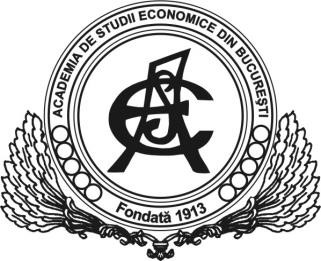 ACADEMIA DE STUDII ECONOMICE DIN BUCUREȘTI
Fondată 1913